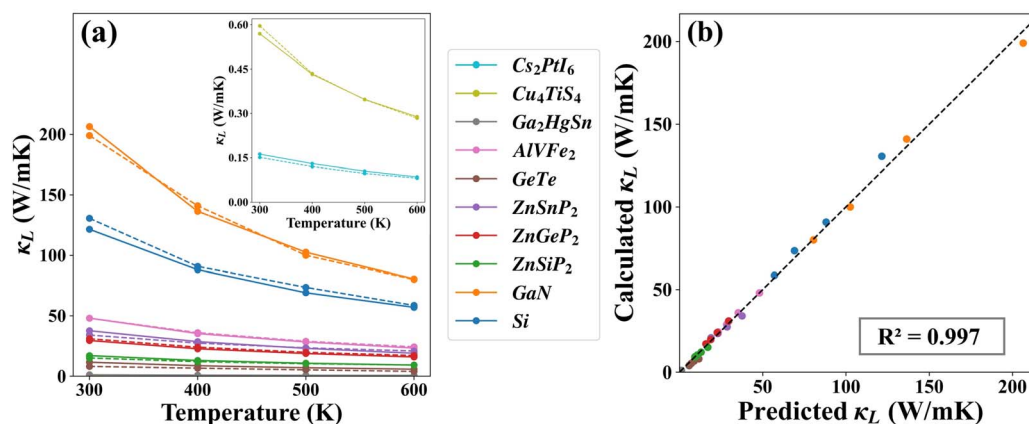 (a)
κL (W/mK)
200
150
100
50
0
300 400 500 600
Temperature (K)
κL (W/mK)
0.60
0.45
0.30
0.15
0.00
300 400 500 600
Temperature (K)
Cs2PtI6
Cu4TiS4
Ga2HgSn
AlVFe2
GeTe
ZnSnP2
ZnGeP2
ZnSiP2
GaN
Si
(b)
Calculated κL (W/mK)
200
150
100
50
0
50 100 150 200
Predicted κL (W/mK)
R² = 0.997